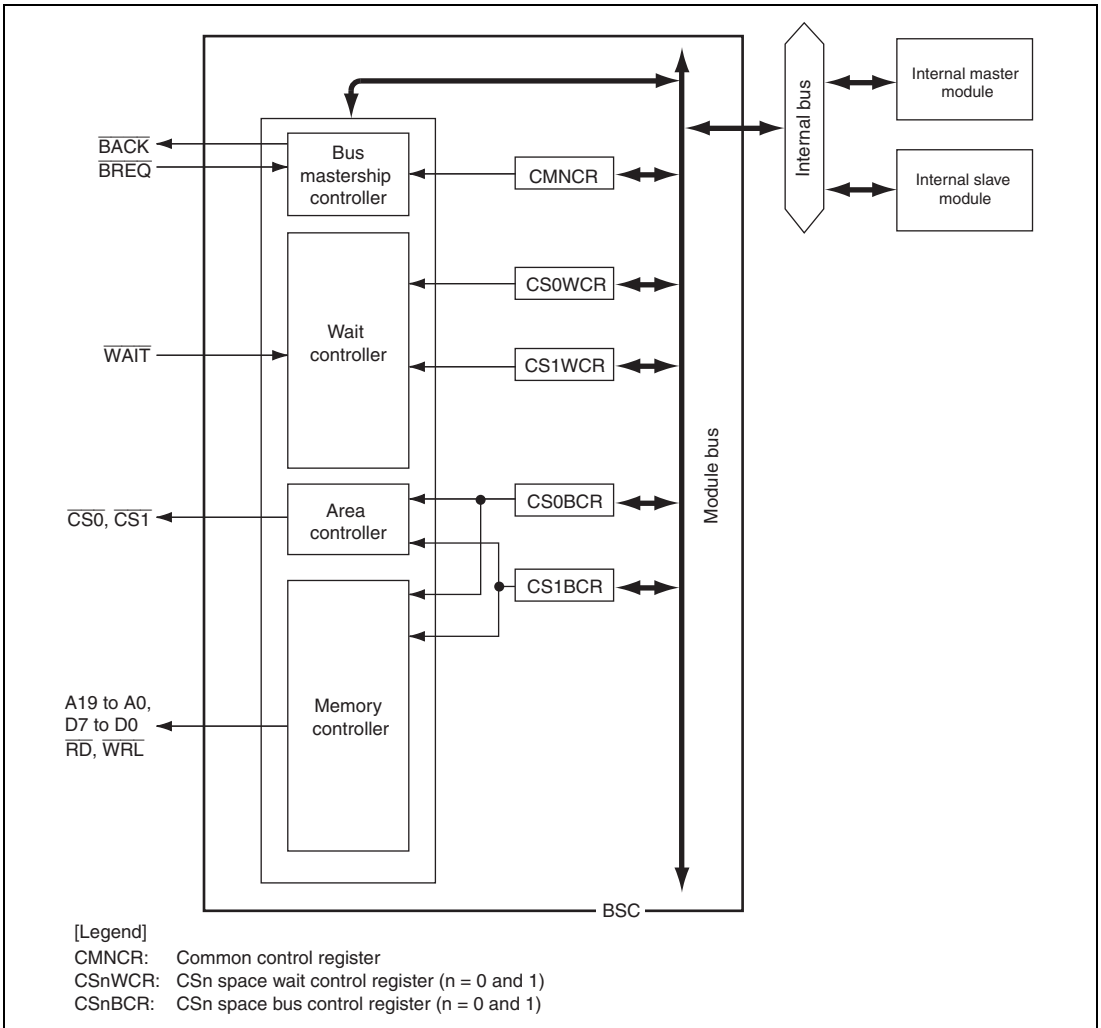 BACK
BREQ
Bus
mastership
controller
CMNCR
Internal bus
Internal master
module
Internal slave
module
CS0WCR
WAIT
Wait
controller
CS1WCR
Module bus
CS0, CS1
Area
controller
CS0BCR
CS1BCR
A19 to A0,
D7 to D0
RD, WRL
Memory
controller
BSC
[Legend]
CMNCR: Common control register
CSnWCR: CSn space wait control register (n = 0 and 1)
CSnBCR: CSn space bus control register (n = 0 and 1)